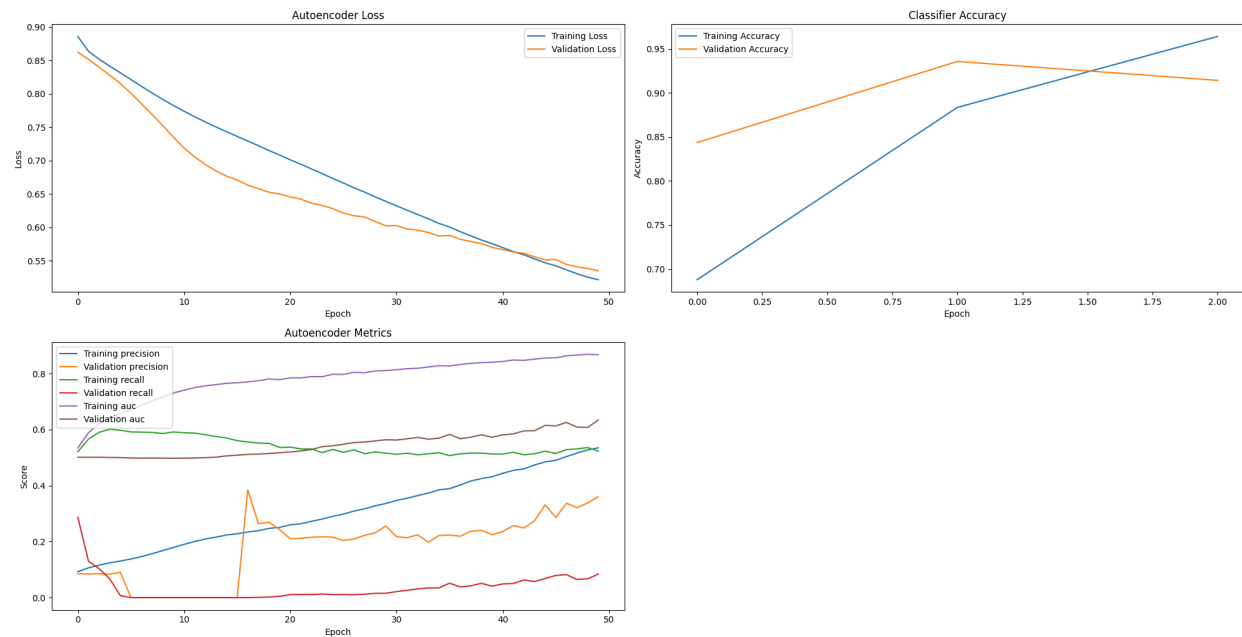 Autoencoder Loss
Training Loss
Validation Loss
0.90
0.85
0.80
0.75
0.70
0.65
0.60
0.55
Loss
0
10
20
30
40
50
Epoch
Classifier Accuracy
Training Accuracy
Validation Accuracy
0.95
0.90
0.85
0.80
0.75
0.70
Accuracy
0.00
0.25
0.50
0.75
1.00
1.25
1.50
1.75
2.00
Epoch
Autoencoder Metrics
Training precision
Validation precision
Training recall
Validation recall
Training auc
Validation auc
0.8
0.6
0.4
0.2
0.0
Score
0
10
20
30
40
50
Epoch